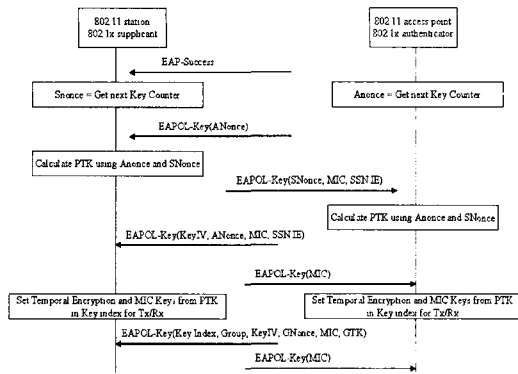 802 11 station
802 1x supplicant
802 11 access point
802 1x authenticator
EAP-Success
Snonce = Get next Key Counter
Anonce = Get next Key Counter
EAPOL-Key(ANonce)
Calculate PTK using Anonce and SNonce
EAPOL-Key(SNonce, MIC, SSN IE)
Calculate PTK using Anonce and SNonce
EAPOL-Key(KeyIV, ANonce, MIC, SSN IE)
EAPOL-Key(MIC)
Set Temporal Encryption and MIC Keys from PTK
in Key index for Tx/Rx
Set Temporal Encryption and MIC Keys from PTK
in Key index for Tx/Rx
EAPOL-Key(Key Index, Group, KeyIV, GNonce, MIC, GTK)
EAPOL-Key(MIC)